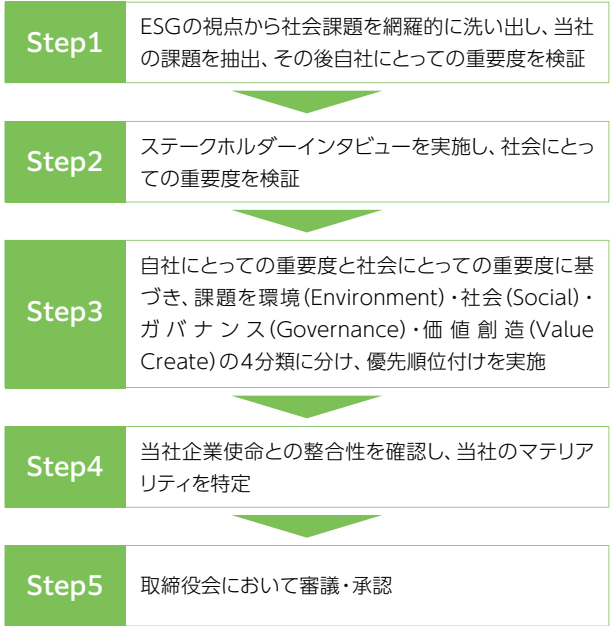 Step1
ESGの視点から社会課題を網羅的に洗い出し、当社
の課題を抽出、その後自社にとっての重要度を検証
Step2
ステークホルダーインタビューを実施し、社会にとっ
ての重要度を検証
Step3
自社にとっての重要度と社会にとっての重要度に基
づき、課題を環境(Environment)・社会(Social)・
ガバナンス(Governance)・価値創造(Value
Create)の4分類に分け、優先順位付けを実施
Step4
当社企業使命との整合性を確認し、当社のマテリア
リティを特定
Step5
取締役会において審議・承認